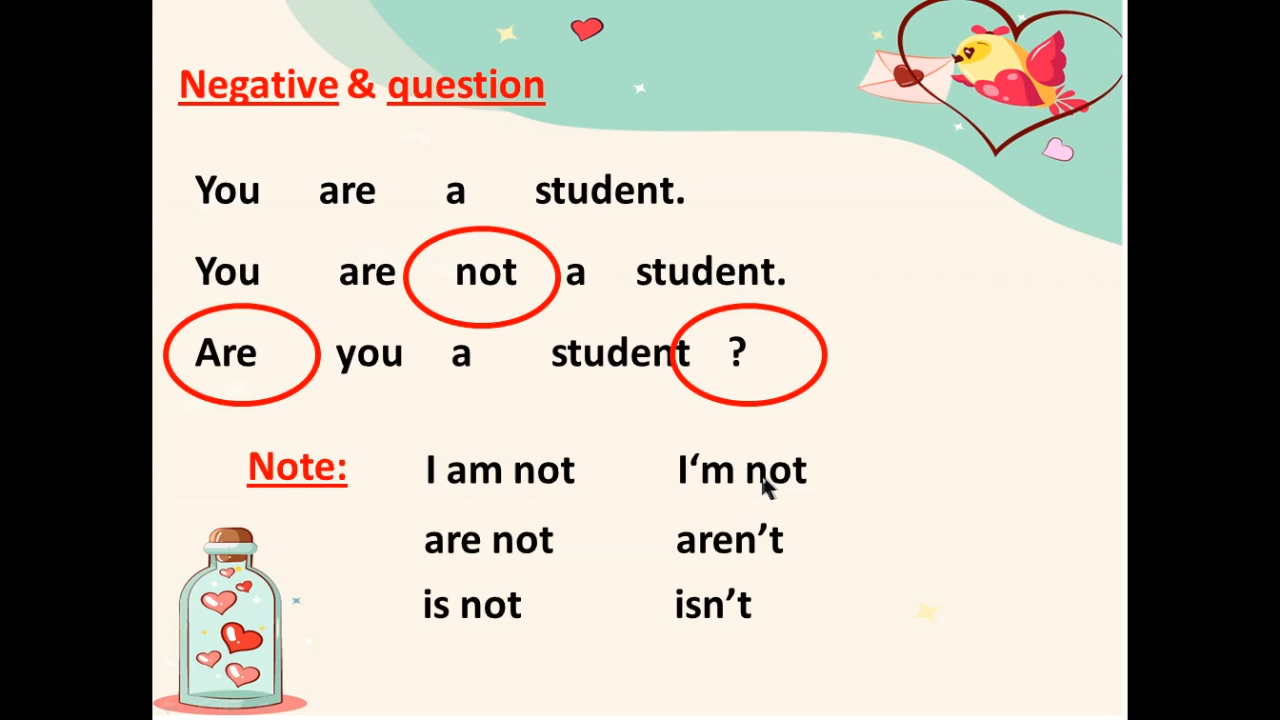 Negative & question
You are a student.
You are not a student.
Are you a student ?
Note: I am not I‘m not
are not aren’t
is not isn’t